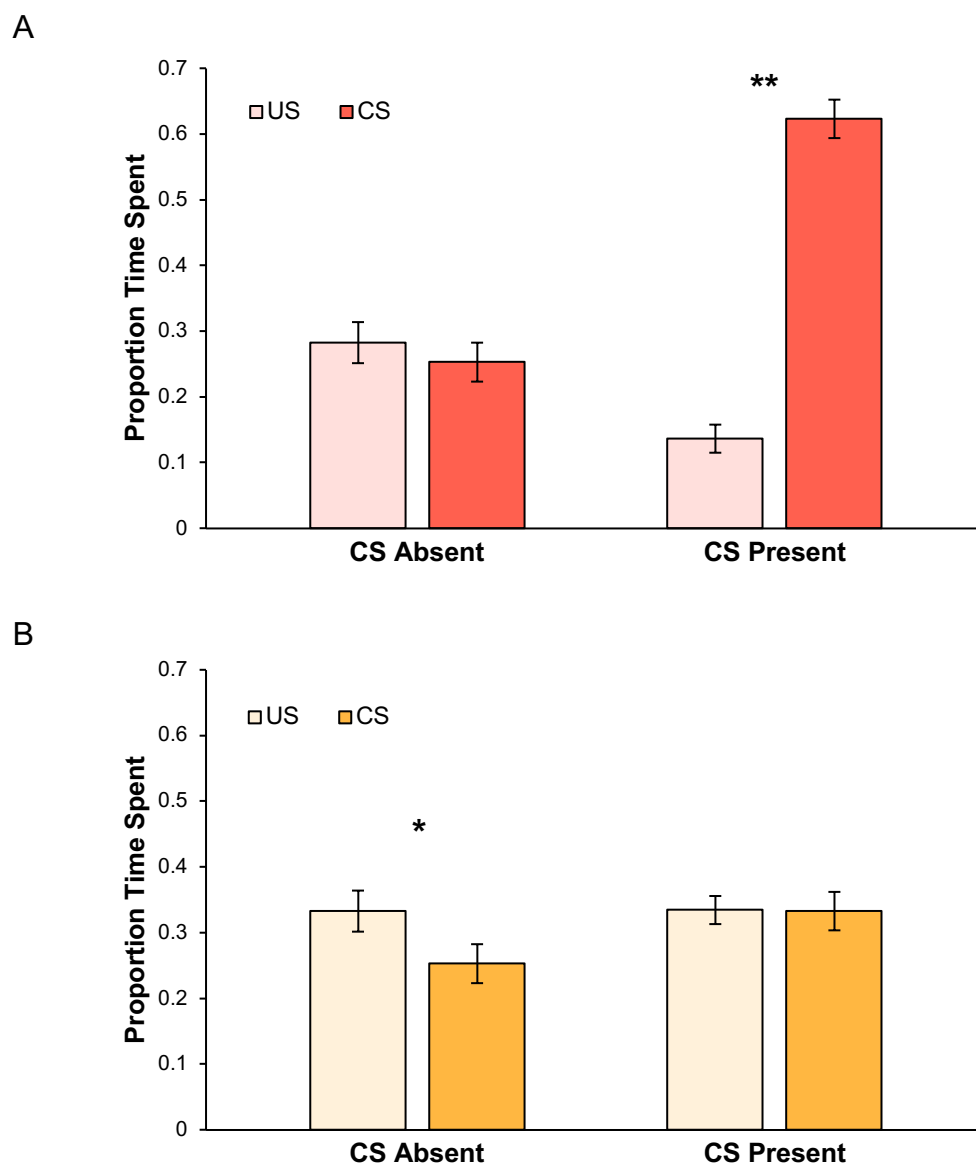 A
0.7
**
US CS
0.6
0.5
0.4
0.3
0.2
0.1
0
Proportion Time Spent
CS Absent CS Present
B
0.7
US CS
0.6
0.5
*
0.4
0.3
0.2
0.1
0
Proportion Time Spent
CS Absent CS Present